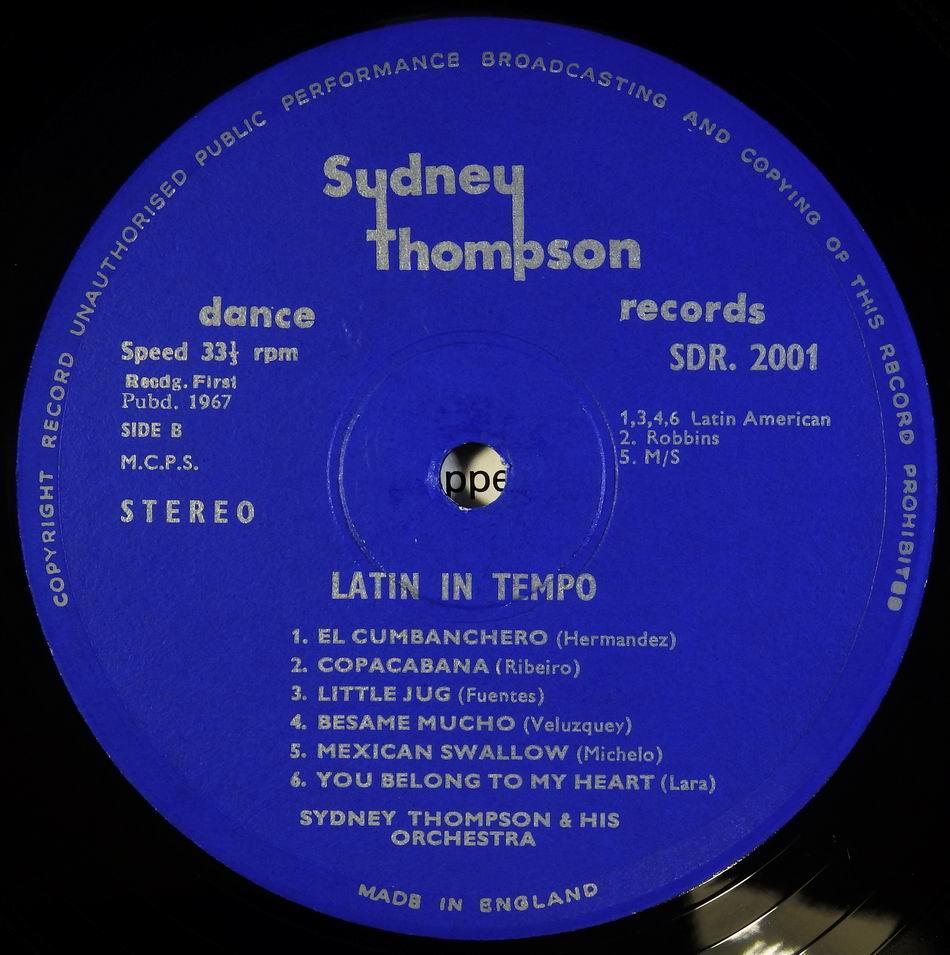 COPYRIGHT RECORD UNAUTHORISED PUBLIC PERFORMANCE BROADCASTING AND COPYING OF THIS RECORD PROHIBITED
Sydney
thompson
dance records
Speed 33⅓ rpm
SDR. 2001
Recdg. First
Pubd. 1967
SIDE B
M.C.P.S.
STEREO
1,3,4,6 Latin American
2. Robbins
5. M/S
ppe
LATIN IN TEMPO
1. EL CUMBANCHERO (Hermandez)
2. COPACABANA (Ribeiro)
3. LITTLE JUG (Fuentes)
4. BESAME MUCHO (Veluzquey)
5. MEXICAN SWALLOW (Michelo)
6. YOU BELONG TO MY HEART (Lara)
SYDNEY THOMPSON & HIS
ORCHESTRA
MADE IN ENGLAND